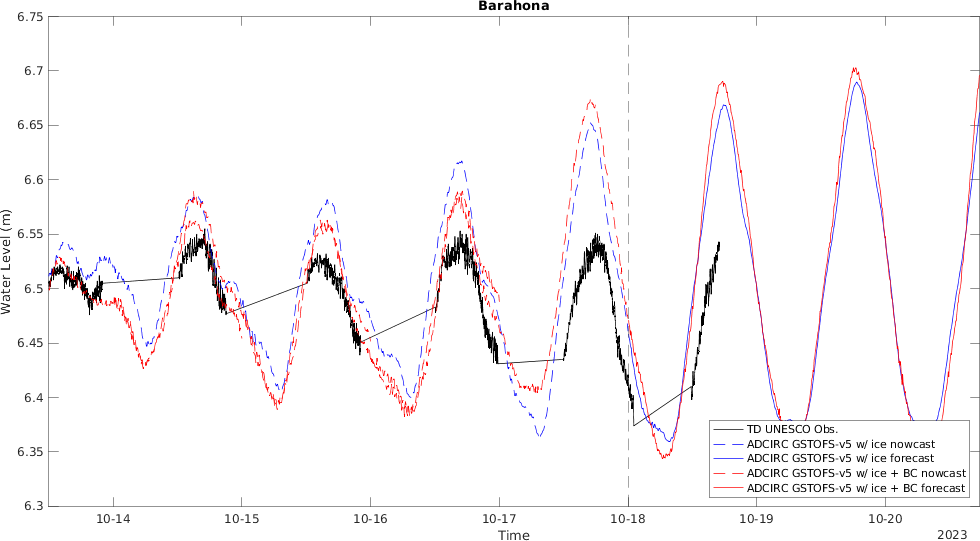 Barahona
6.75
6.7
6.65
6.6
6.55
6.5
6.45
6.4
6.35
6.3
Water Level (m)
TD UNESCO Obs.
ADCIRC GSTOFS-v5 w/ ice nowcast
ADCIRC GSTOFS-v5 w/ ice forecast
ADCIRC GSTOFS-v5 w/ ice + BC nowcast
ADCIRC GSTOFS-v5 w/ ice + BC forecast
10-14 10-15 10-16 10-17 10-18 10-19 10-20
Time
2023